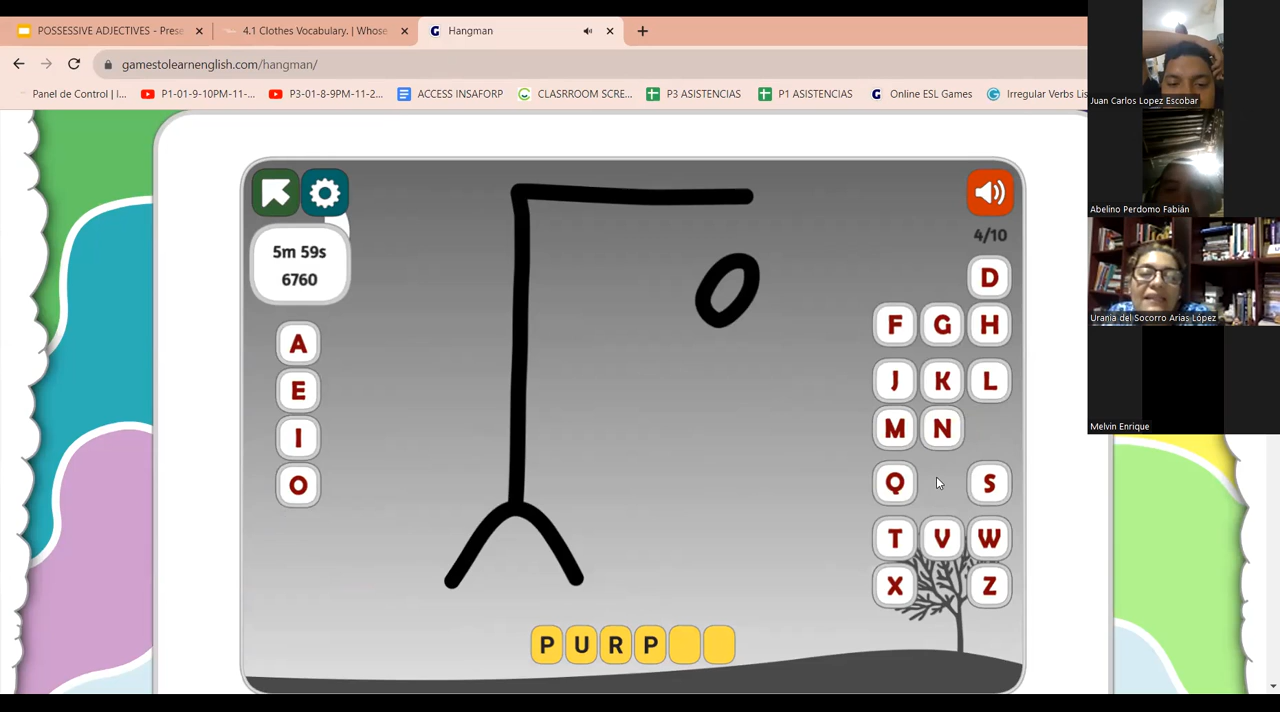 POSSESSIVE ADJECTIVES - Prese
4.1 Clothes Vocabulary. | Whose
Hangman
gamestolearnenglish.com/hangman/
Panel de Control | I...
P1-01-9-10PM-11-...
P3-01-8-9PM-11-2...
ACCESS INSAFORP
CLASRROOM SCRE...
P3 ASISTENCIAS
P1 ASISTENCIAS
Online ESL Games
Irregular Verbs Lis
Juan Carlos Lopez Escobar
Abelino Perdomo Fabián
Urania del Socorro Arias López
Melvin Enrique
5m 59s
6760
4/10
A
E
I
O
D
F G H
J K L
M N
Q S
T V W
X Z
P U R P